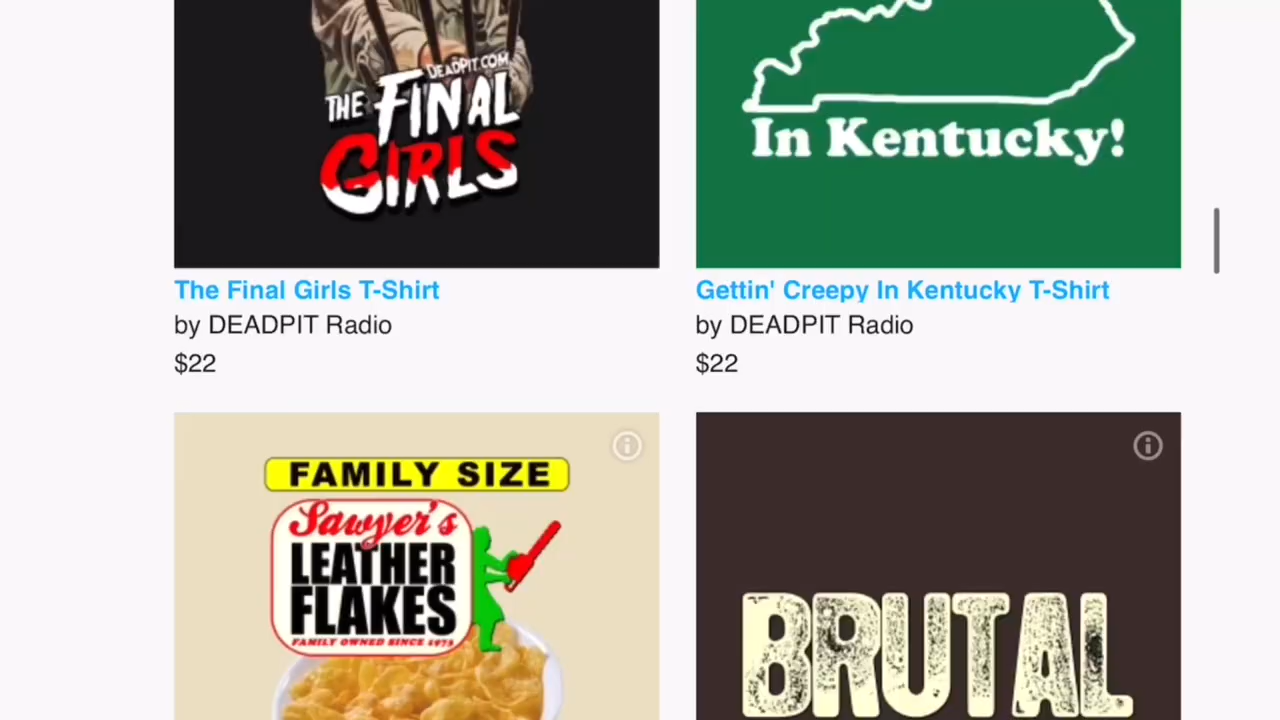 DEADPIT.COM
THE FINAL
GIRLS
In Kentucky!
The Final Girls T-Shirt
by DEADPIT Radio
$22
Gettin' Creepy In Kentucky T-Shirt
by DEADPIT Radio
$22
FAMILY SIZE
Sawyer's
LEATHER
FLAKES
FAMILY OWNED SINCE 1973
BRUTAL